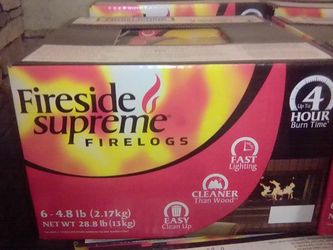 Fireside
supreme
FIRELOGS
Up To
4
HOUR
Burn Time
FAST
Lighting
CLEANER
Than Wood
EASY
Clean Up
6 - 4.8 lb (2.17kg)
NET WT 28.8 lb (13kg)